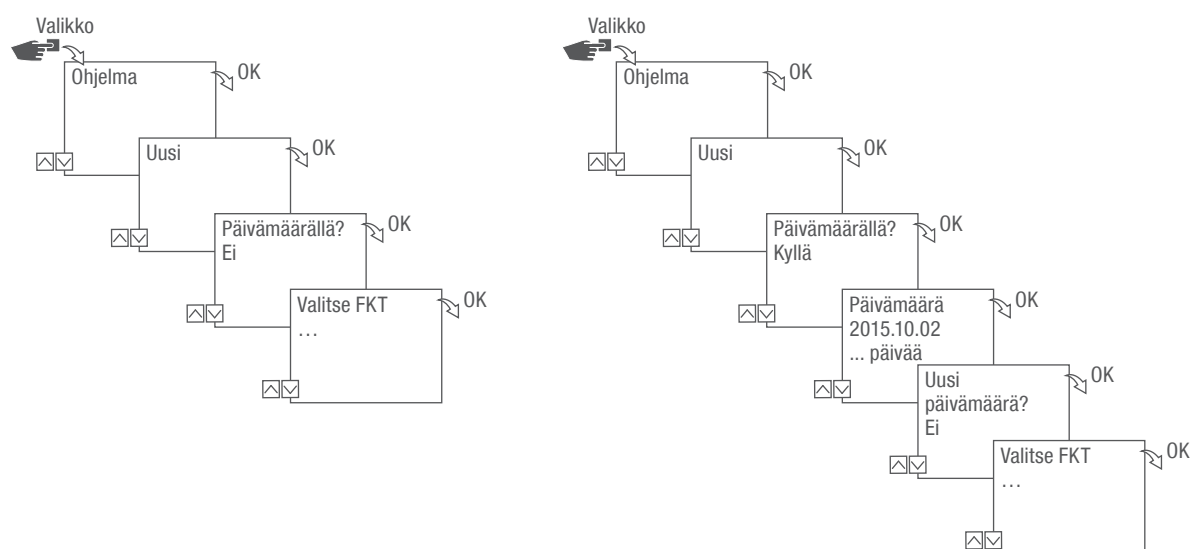 Valikko
Ohjelma
OK
Uusi
OK
Päivämäärällä?
Ei
OK
Valitse FKT
...
OK
Valikko
Ohjelma
OK
Uusi
OK
Päivämäärällä?
Kyllä
OK
Päivämäärä
2015.10.02
... päivää
OK
Uusi
päivämäärä?
Ei
OK
Valitse FKT
...
OK